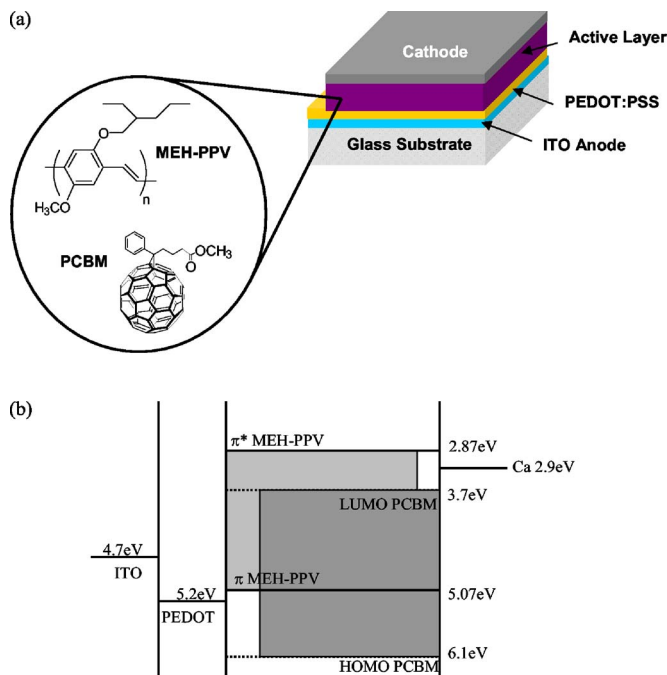 (a)
Cathode
Active Layer
PEDOT:PSS
Glass Substrate
ITO Anode
O
MEH-PPV
n
H₃CO
PCBM
OCH₃
O
(b)
π* MEH-PPV
2.87eV
Ca 2.9eV
LUMO PCBM
3.7eV
4.7eV
ITO
π MEH-PPV
5.2eV
5.07eV
PEDOT
6.1eV
HOMO PCBM